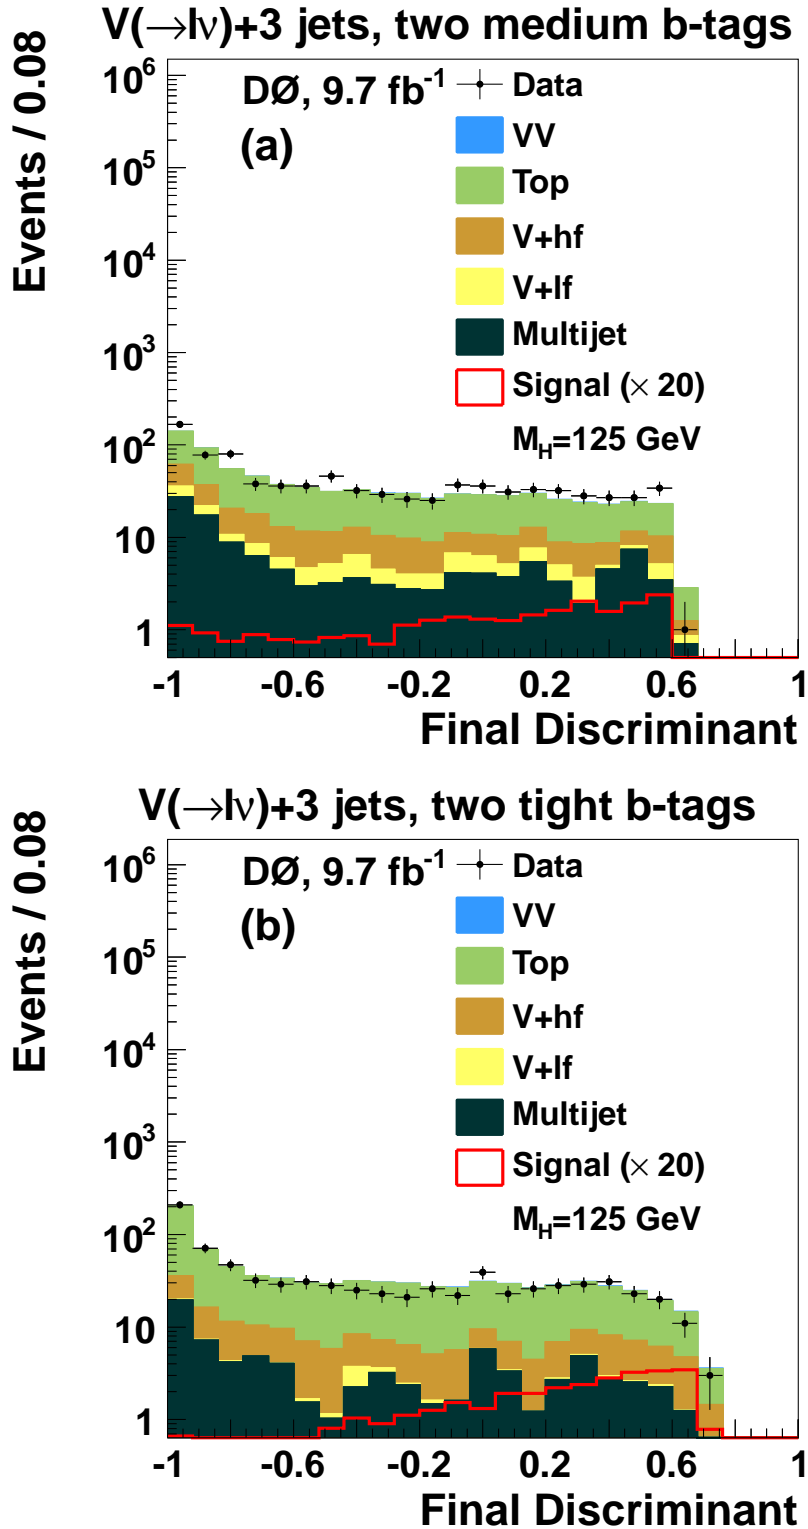 V(→lν)+3 jets, two medium b-tags
Events / 0.08
DØ, 9.7 fb⁻¹
(a)
Data
VV
Top
V+hf
V+lf
Multijet
Signal (× 20)
M_H=125 GeV
10⁶
10⁵
10⁴
10³
10²
10
1
-1 -0.6 -0.2 0.2 0.6 1
Final Discriminant
V(→lν)+3 jets, two tight b-tags
Events / 0.08
DØ, 9.7 fb⁻¹
(b)
Data
VV
Top
V+hf
V+lf
Multijet
Signal (× 20)
M_H=125 GeV
10⁶
10⁵
10⁴
10³
10²
10
1
-1 -0.6 -0.2 0.2 0.6 1
Final Discriminant